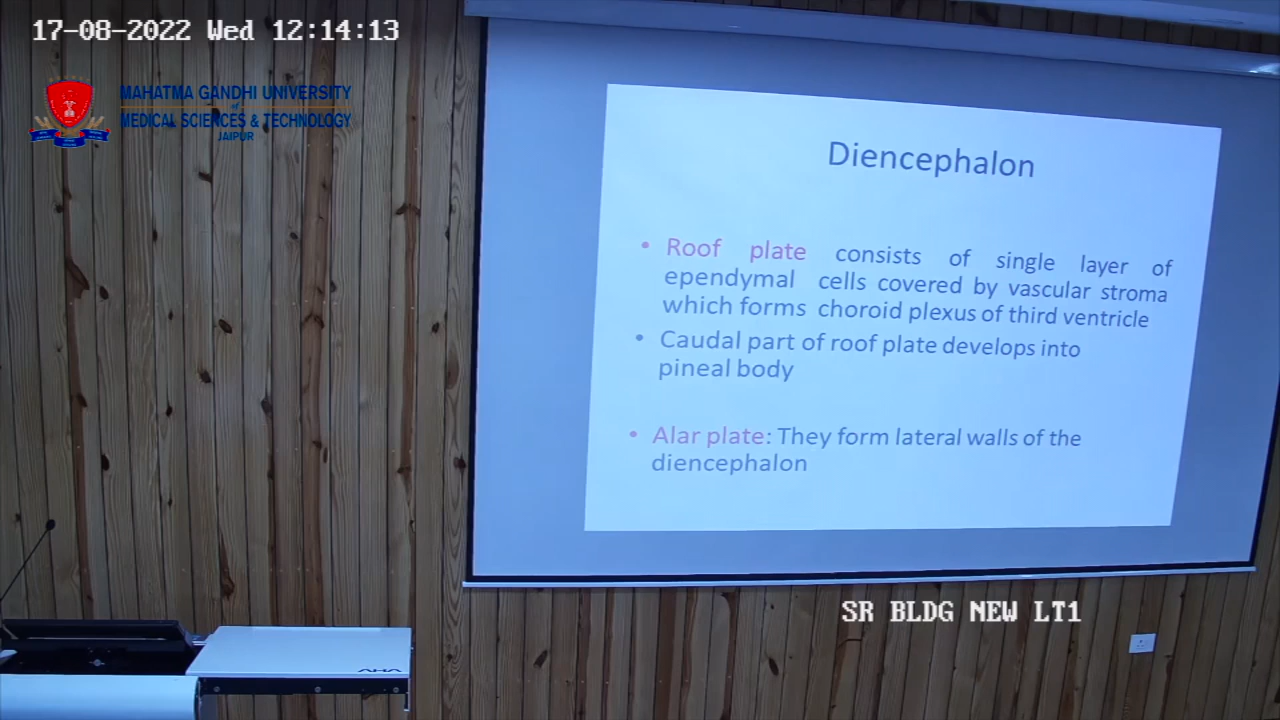 17-08-2022 Wed 12:14:13
MAHATMA GANDHI UNIVERSITY
of
MEDICAL SCIENCES & TECHNOLOGY
JAIPUR
Diencephalon
• Roof plate consists of single layer of
ependymal cells covered by vascular stroma
which forms choroid plexus of third ventricle
• Caudal part of roof plate develops into
pineal body
• Alar plate: They form lateral walls of the
diencephalon
SR BLDG NEW LT1
AHA